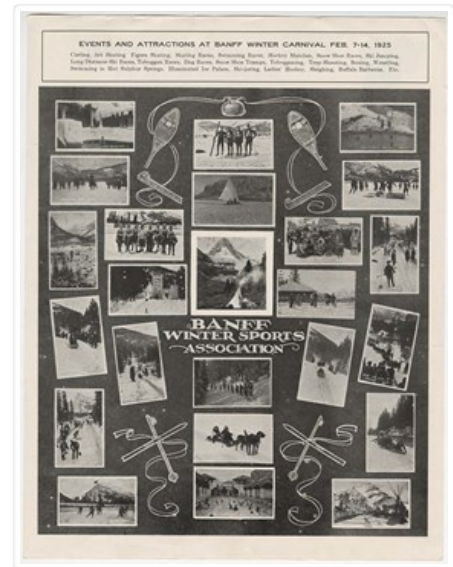 EVENTS AND ATTRACTIONS AT BANFF WINTER CARNIVAL FEB. 7-14, 1925
Curling, Art Skating, Figure Skating, Skating Races, Swimming Races, Hockey Matches, Snow Shoe Races, Ski Jumping,
Long Distance Ski Races, Toboggan Races, Dog Races, Snow Shoe Tramps, Tobogganing, Trap Shooting, Boxing, Wrestling,
Swimming in Hot Sulphur Springs, Illuminated Ice Palace, Ski-joring, Ladies' Hockey, Sleighing, Buffalo Barbecue, Etc.
BANFF
WINTER SPORTS
ASSOCIATION